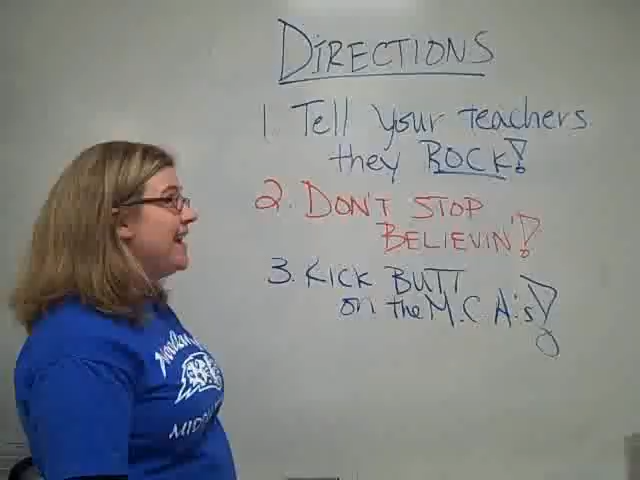 DIRECTIONS
1. Tell your teachers
they ROCK!
2. DON'T STOP
BELIEVIN'!
3. KICK BUTT
on the M.C.A.'s!